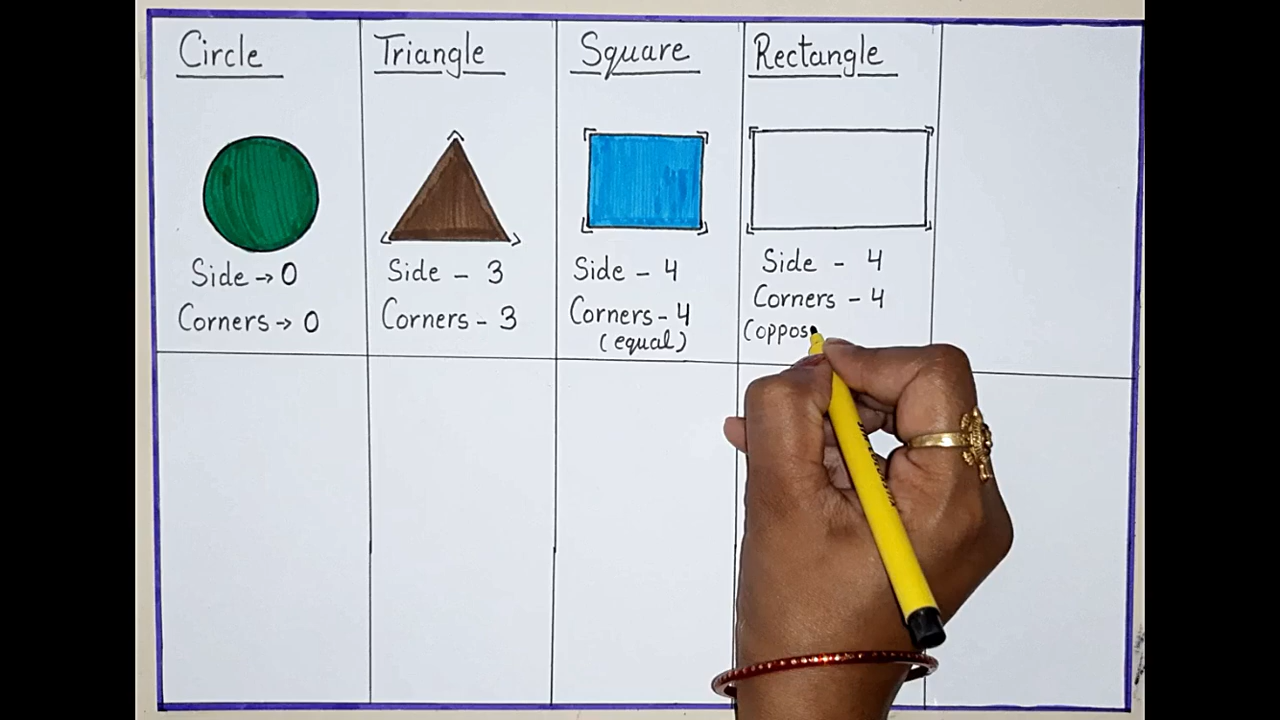 Circle
Side → 0
Corners → 0
Triangle
Side - 3
Corners - 3
Square
Side - 4
Corners - 4
(equal)
Rectangle
Side - 4
Corners - 4
(oppos